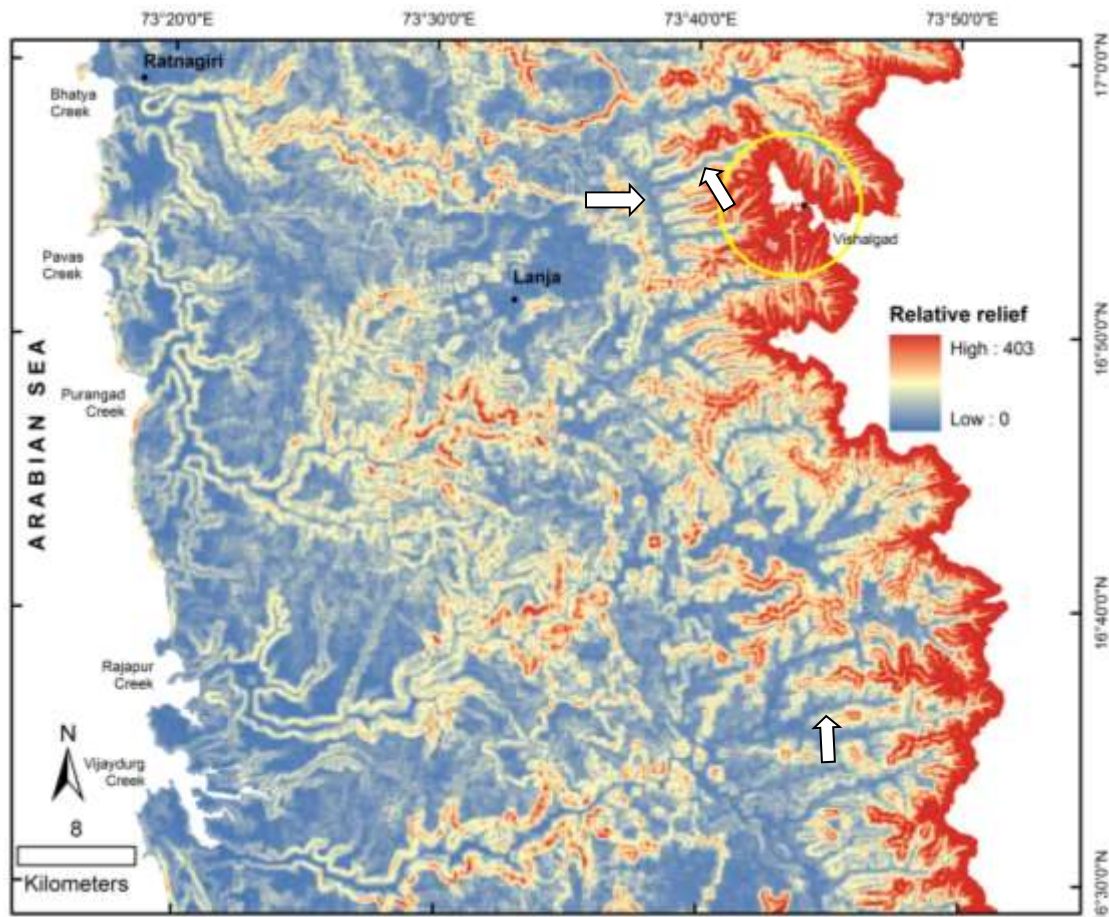 73°20'0"E
73°30'0"E
73°40'0"E
73°50'0"E
17°0'0"N
Ratnagiri
Bhatya
Creek
Vishalgad
Pavas
Creek
Lanja
Relative relief
High : 403
Low : 0
16°50'0"N
Purangad
Creek
ARABIAN SEA
16°40'0"N
Rajapur
Creek
N
Vijaydurg
Creek
8
Kilometers
16°30'0"N